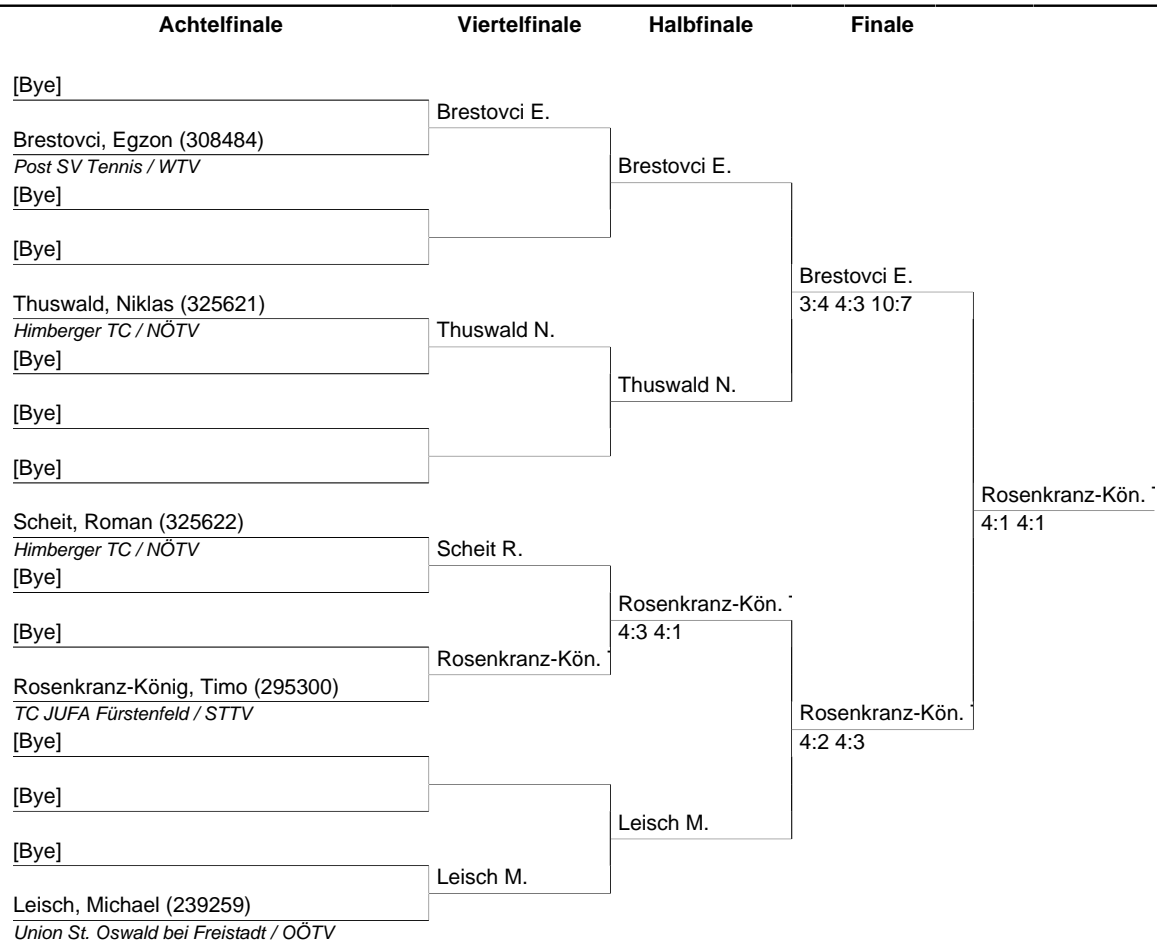 Achtelfinale Viertelfinale Halbfinale Finale
[Bye]
Brestovci E.
Brestovci, Egzon (308484)
Post SV Tennis / WTV
Brestovci E.
[Bye]
[Bye]
Brestovci E.
Thuswald, Niklas (325621)
3:4 4:3 10:7
Himberger TC / NÖTV
Thuswald N.
[Bye]
Thuswald N.
[Bye]
[Bye]
Rosenkranz-Kön.
Scheit, Roman (325622)
4:1 4:1
Himberger TC / NÖTV
Scheit R.
[Bye]
Rosenkranz-Kön.
[Bye]
4:3 4:1
Rosenkranz-Kön.
Rosenkranz-König, Timo (295300)
TC JUFA Fürstenfeld / STTV
Rosenkranz-Kön.
[Bye]
4:2 4:3
[Bye]
Leisch M.
[Bye]
Leisch M.
Leisch, Michael (239259)
Union St. Oswald bei Freistadt / OÖTV